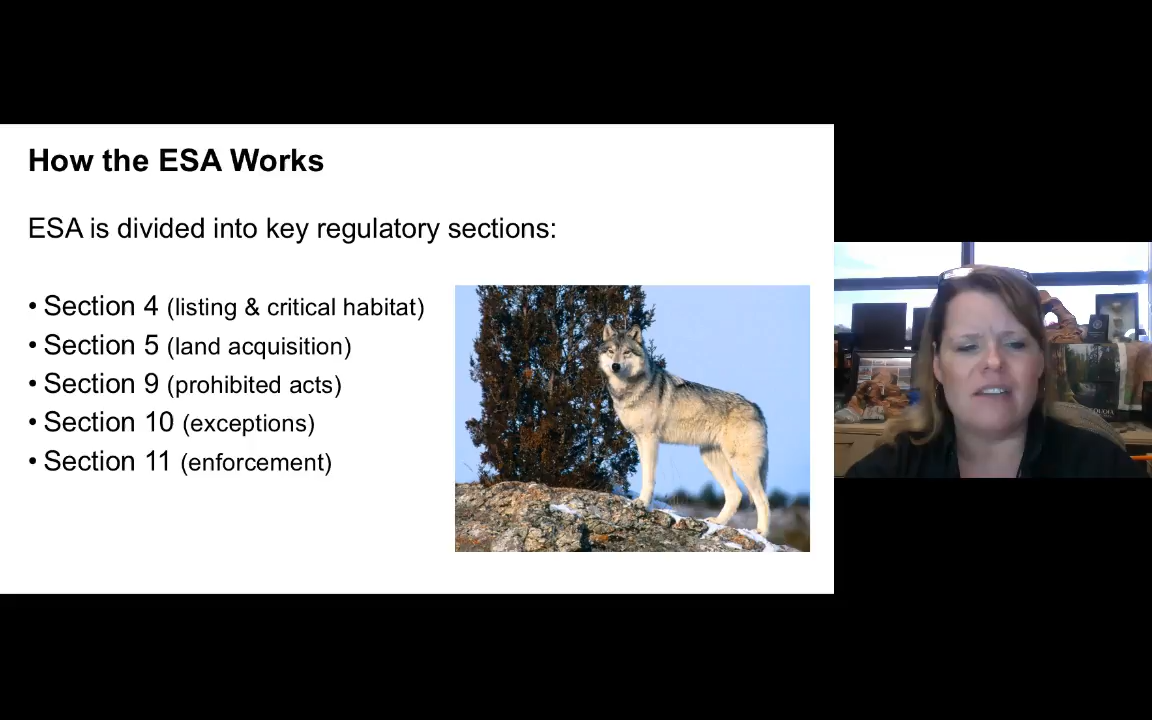 How the ESA Works
ESA is divided into key regulatory sections:
• Section 4 (listing & critical habitat)
• Section 5 (land acquisition)
• Section 9 (prohibited acts)
• Section 10 (exceptions)
• Section 11 (enforcement)